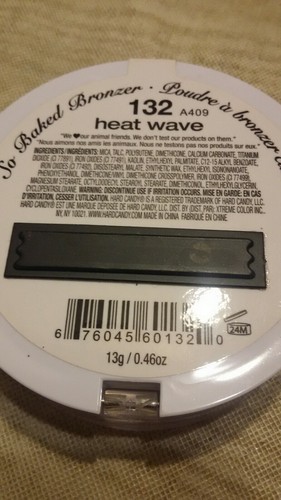 So Baked Bronzer · Poudre à bronzer
132 A409
heat wave
"We ❤our animal friends. We don't test our products on them."
"Nous aimons nos amis les animaux. Nous ne testons pas nos produits sur eux."
INGREDIENTS/INGRÉDIENTS: MICA, TALC, POLYBUTENE, DIMETHICONE, CALCIUM CARBONATE, TITANIUM
DIOXIDE (CI 77891), IRON OXIDES (CI 77491), KAOLIN, ETHYLHEXYL PALMITATE, C12-15 ALKYL BENZOATE,
IRON OXIDES (CI 77492), DIISOSTEARYL MALATE, SYNTHETIC WAX, ETHYLHEXYL ISONONANOATE,
PHENOXYETHANOL, DIMETHICONE/VINYL DIMETHICONE CROSSPOLYMER, IRON OXIDES (CI 77499),
MAGNESIUM STEARATE, OCTYLDODECYL STEAROYL STEARATE, DIMETHICONOL, ETHYLHEXYLGLYCERIN,
CYCLOPENTASILOXANE. WARNING: DISCONTINUE USE IF IRRITATION OCCURS. MISE EN GARDE: EN CAS
D'IRRITATION, CESSER L'UTILISATION. HARD CANDY® IS A REGISTERED TRADEMARK OF HARD CANDY, LLC.
HARD CANDY® EST UNE MARQUE DÉPOSÉE DE HARD CANDY, LLC. DIST. BY (DIST. PAR): XTREME COLOR INC.,
NY, NY 10021. WWW.HARDCANDY.COM MADE IN CHINA FABRIQUÉ EN CHINE
6 76045 60132 0
24M
13g / 0.46oz